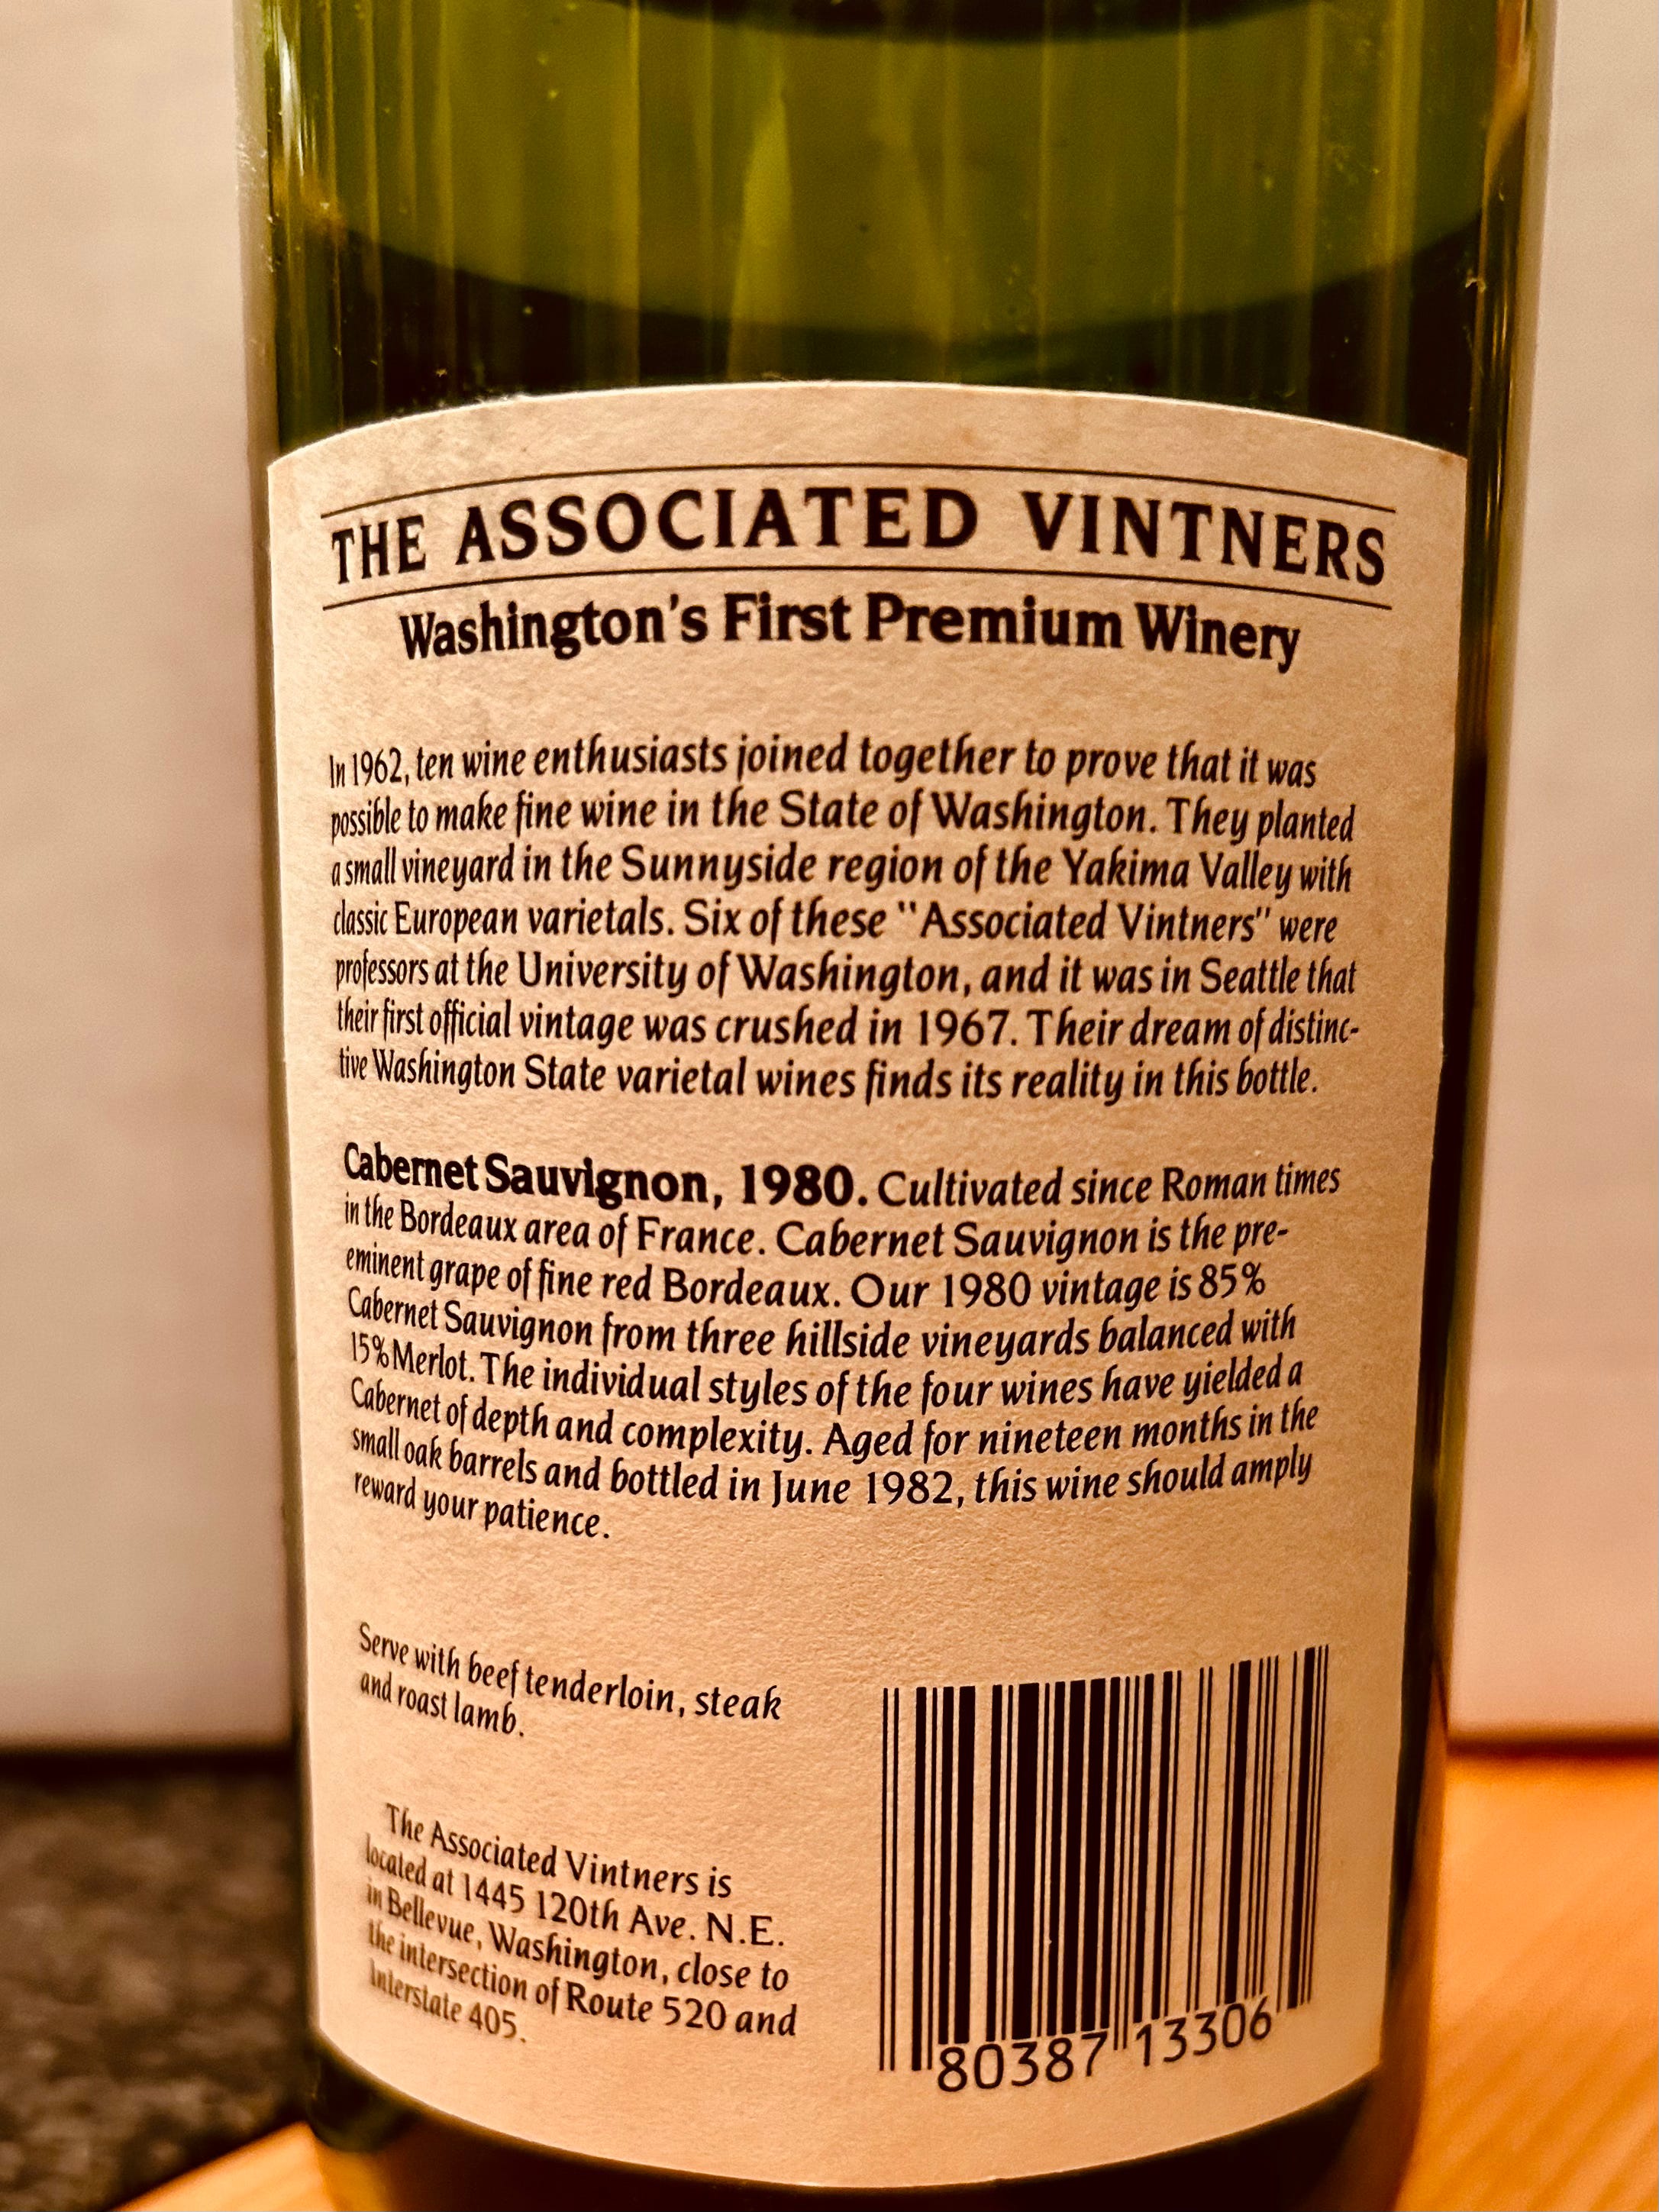 THE ASSOCIATED VINTNERS
Washington's First Premium Winery
In 1962, ten wine enthusiasts joined together to prove that it was
possible to make fine wine in the State of Washington. They planted
a small vineyard in the Sunnyside region of the Yakima Valley with
classic European varietals. Six of these "Associated Vintners" were
professors at the University of Washington, and it was in Seattle that
their first official vintage was crushed in 1967. Their dream of distinc-
tive Washington State varietal wines finds its reality in this bottle.
Cabernet Sauvignon, 1980. Cultivated since Roman times
in the Bordeaux area of France. Cabernet Sauvignon is the pre-
eminent grape of fine red Bordeaux. Our 1980 vintage is 85%
Cabernet Sauvignon from three hillside vineyards balanced with
15% Merlot. The individual styles of the four wines have yielded a
Cabernet of depth and complexity. Aged for nineteen months in the
small oak barrels and bottled in June 1982, this wine should amply
reward your patience.
Serve with beef tenderloin, steak
and roast lamb.
The Associated Vintners is
located at 1445 120th Ave. N.E.
in Bellevue, Washington, close to
the intersection of Route 520 and
Interstate 405.
80387 13306